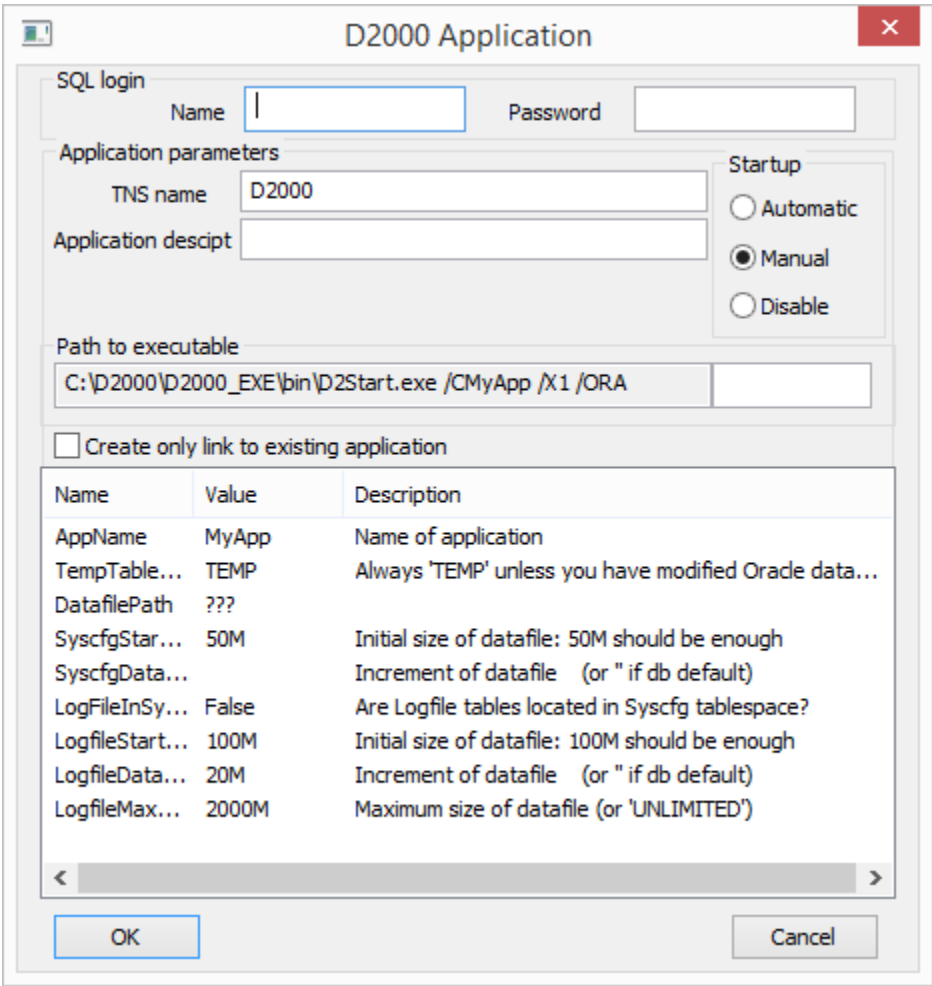 D2000 Application
SQL login
Name Password
Application parameters
Startup
TNS name D2000
Automatic
Application descipt
Manual
Disable
Path to executable
C:\D2000\D2000_EXE\bin\D2Start.exe /CMyApp /X1 /ORA
Create only link to existing application
Name Value Description
AppName MyApp Name of application
TempTable... TEMP Always 'TEMP' unless you have modified Oracle data...
DatafilePath ???
SyscfgStar... 50M Initial size of datafile: 50M should be enough
SyscfgData... Increment of datafile (or '' if db default)
LogFileInSy... False Are Logfile tables located in Syscfg tablespace?
LogfileStart... 100M Initial size of datafile: 100M should be enough
LogfileData... 20M Increment of datafile (or '' if db default)
LogfileMax... 2000M Maximum size of datafile (or 'UNLIMITED')
OK Cancel